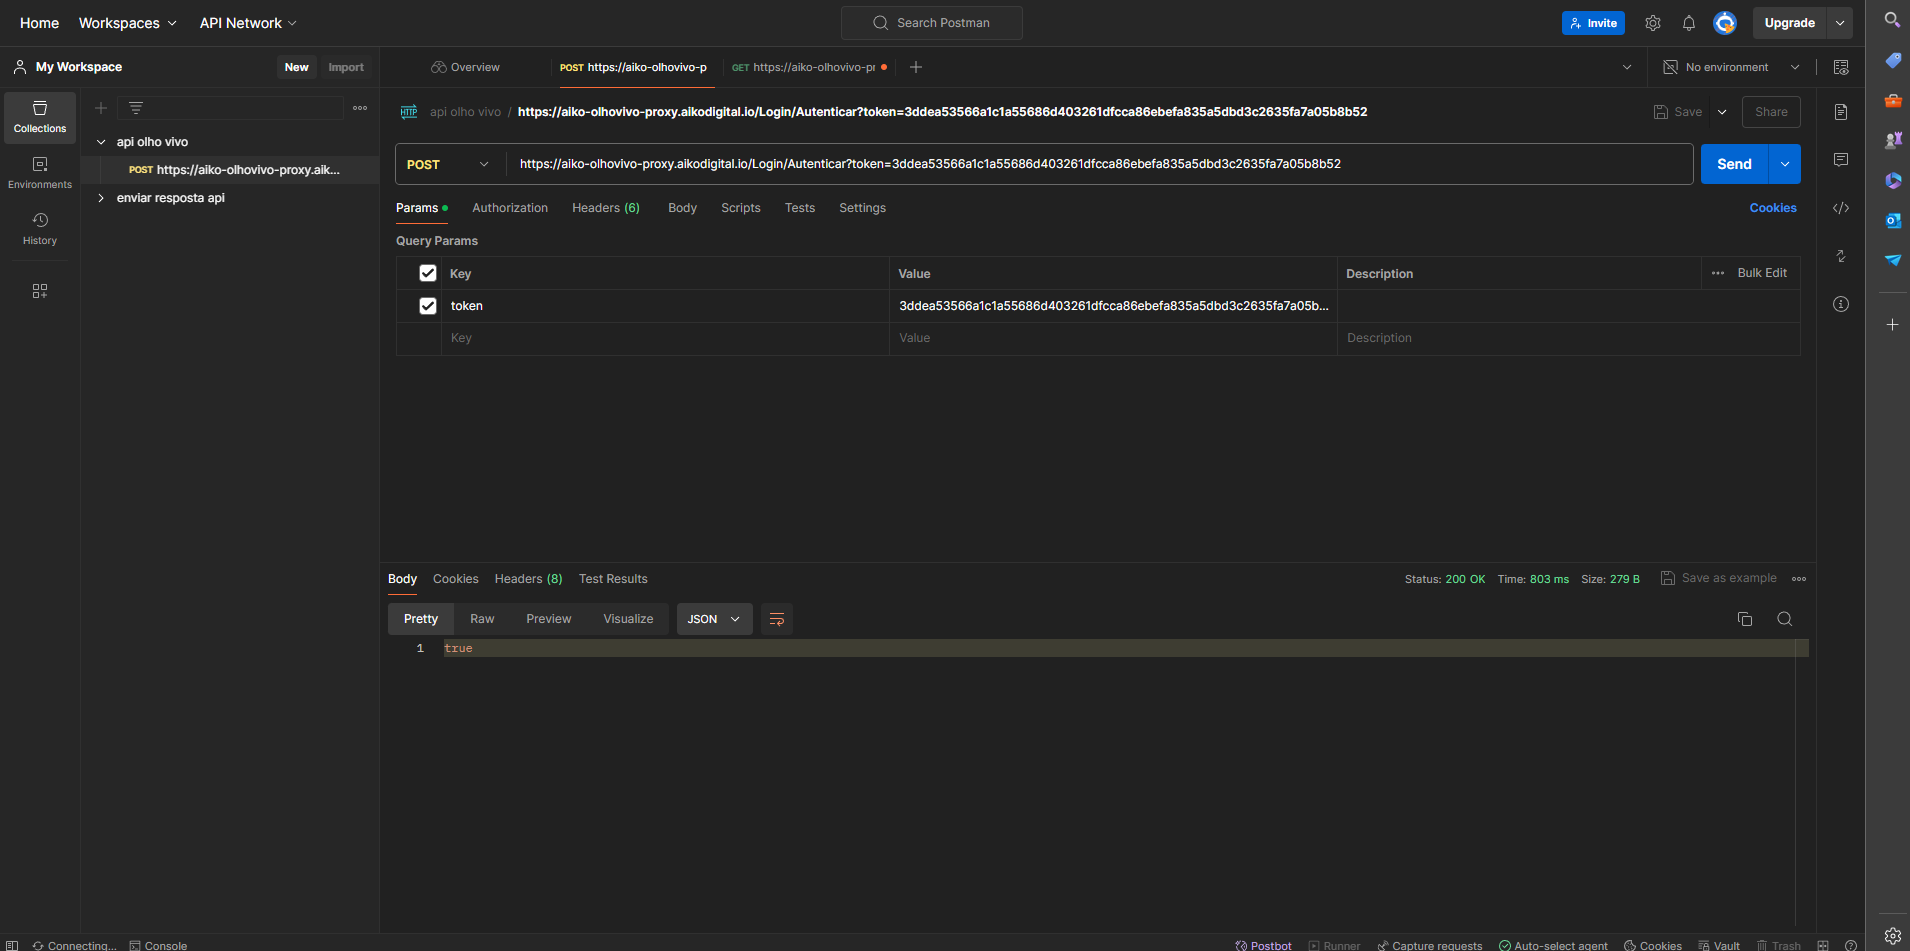 Home Workspaces API Network Search Postman Invite Upgrade
My Workspace New Import Overview POST https://aiko-olhovivo-p GET https://aiko-olhovivo-pr No environment
Collections
Environments
History
api olho vivo
POST https://aiko-olhovivo-proxy.aik...
enviar resposta api
HTTP api olho vivo / https://aiko-olhovivo-proxy.aikodigital.io/Login/Autenticar?token=3ddea53566a1c1a55686d403261dfcca86ebefa835a5dbd3c2635fa7a05b8b52 Save Share
POST https://aiko-olhovivo-proxy.aikodigital.io/Login/Autenticar?token=3ddea53566a1c1a55686d403261dfcca86ebefa835a5dbd3c2635fa7a05b8b52 Send
Params Authorization Headers (6) Body Scripts Tests Settings Cookies
Query Params
Key Value Description Bulk Edit
token 3ddea53566a1c1a55686d403261dfcca86ebefa835a5dbd3c2635fa7a05b...
Key Value Description
Body Cookies Headers (8) Test Results Status: 200 OK Time: 803 ms Size: 279 B Save as example
Pretty Raw Preview Visualize JSON
1 true
Connecting... Console Postbot Runner Capture requests Auto-select agent Cookies Vault Trash